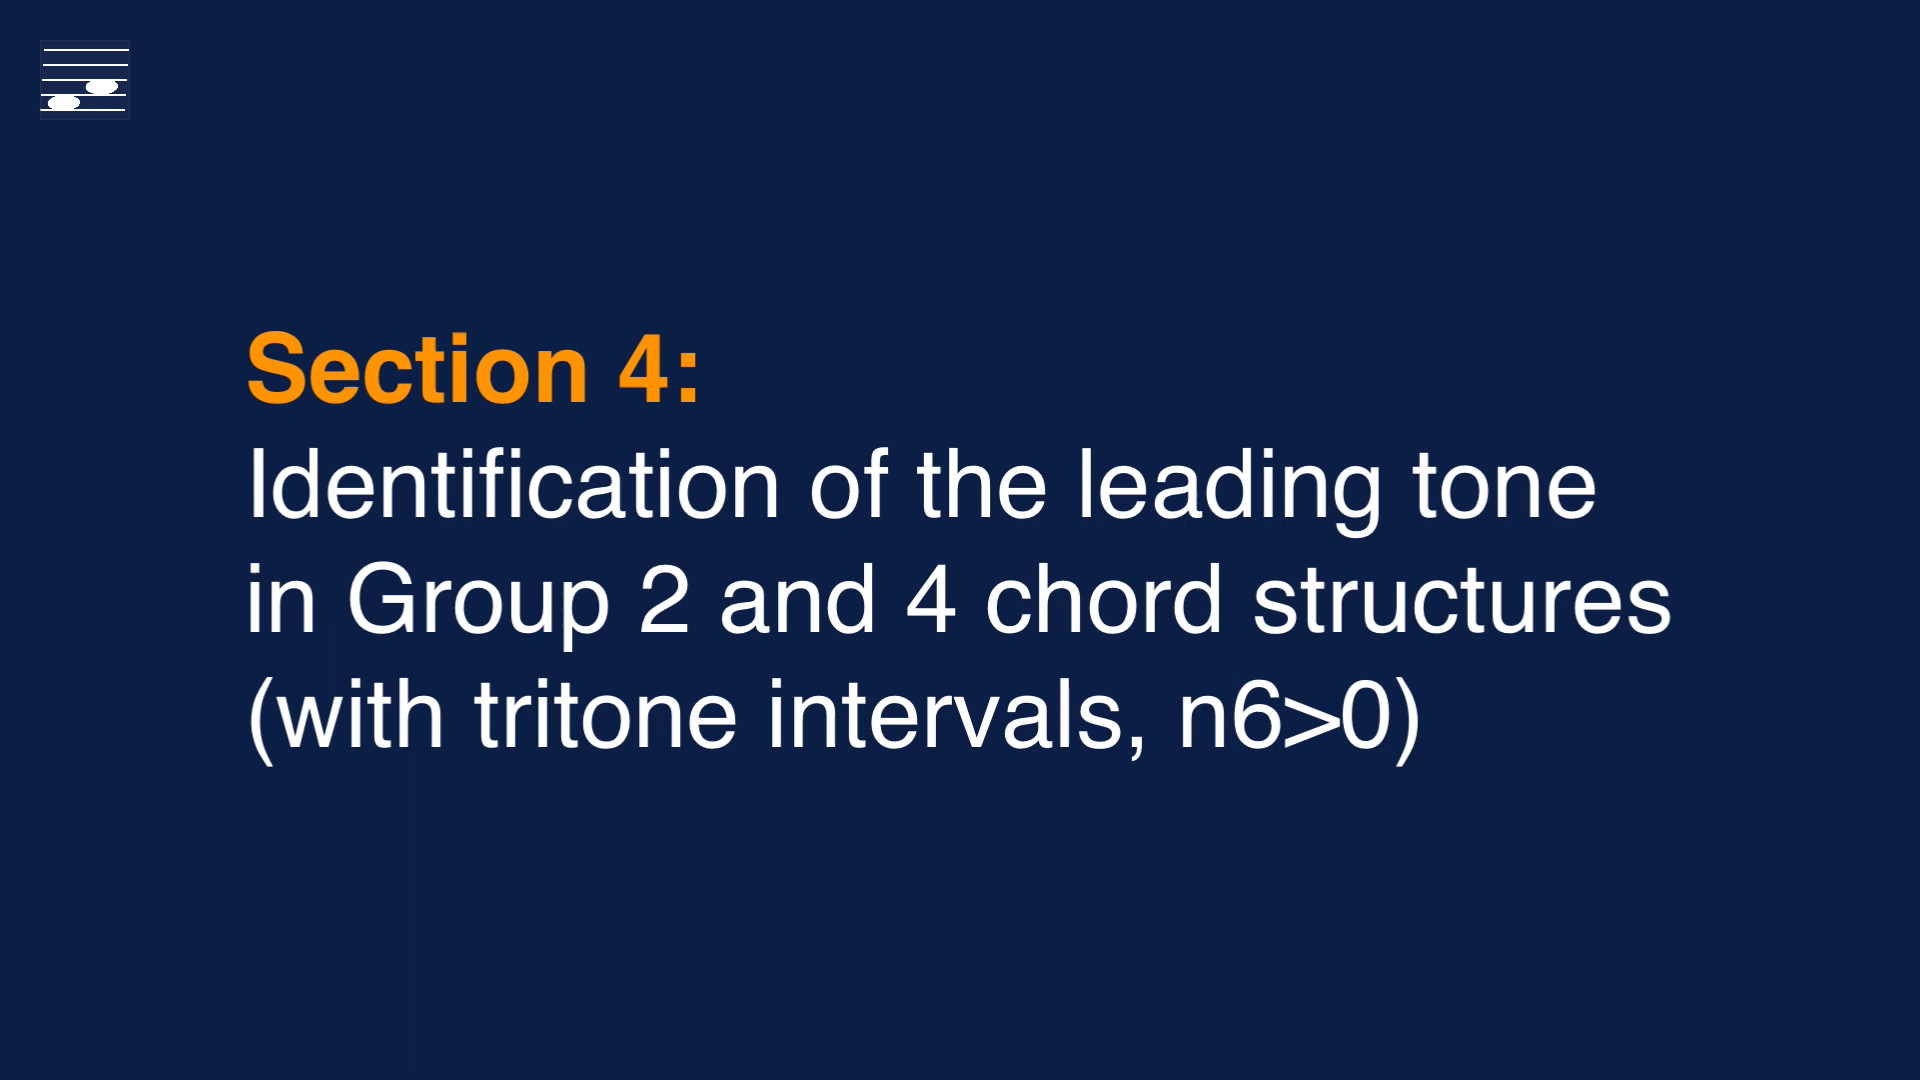 Section 4:
Identification of the leading tone
in Group 2 and 4 chord structures
(with tritone intervals, n6>0)